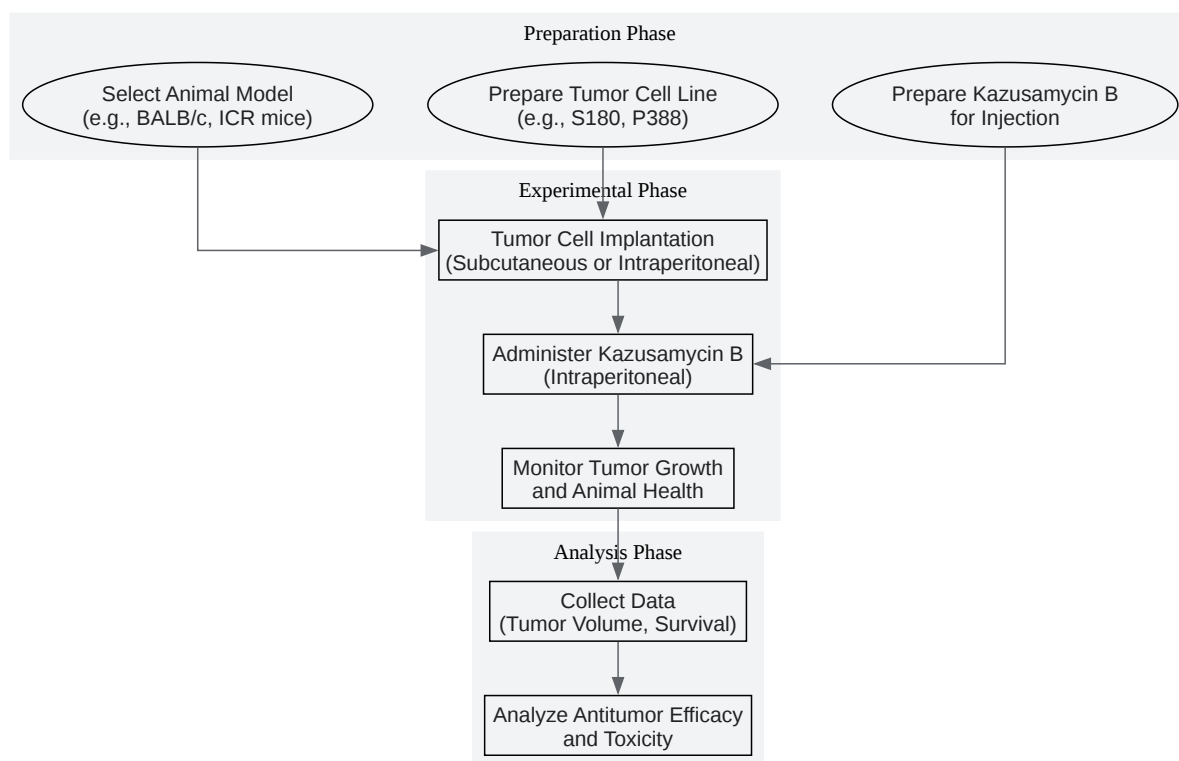 Preparation Phase
Select Animal Model
(e.g., BALB/c, ICR mice)
Prepare Tumor Cell Line
(e.g., S180, P388)
Prepare Kazusamycin B
for Injection
Experimental Phase
Tumor Cell Implantation
(Subcutaneous or Intraperitoneal)
Administer Kazusamycin B
(Intraperitoneal)
Monitor Tumor Growth
and Animal Health
Analysis Phase
Collect Data
(Tumor Volume, Survival)
Analyze Antitumor Efficacy
and Toxicity